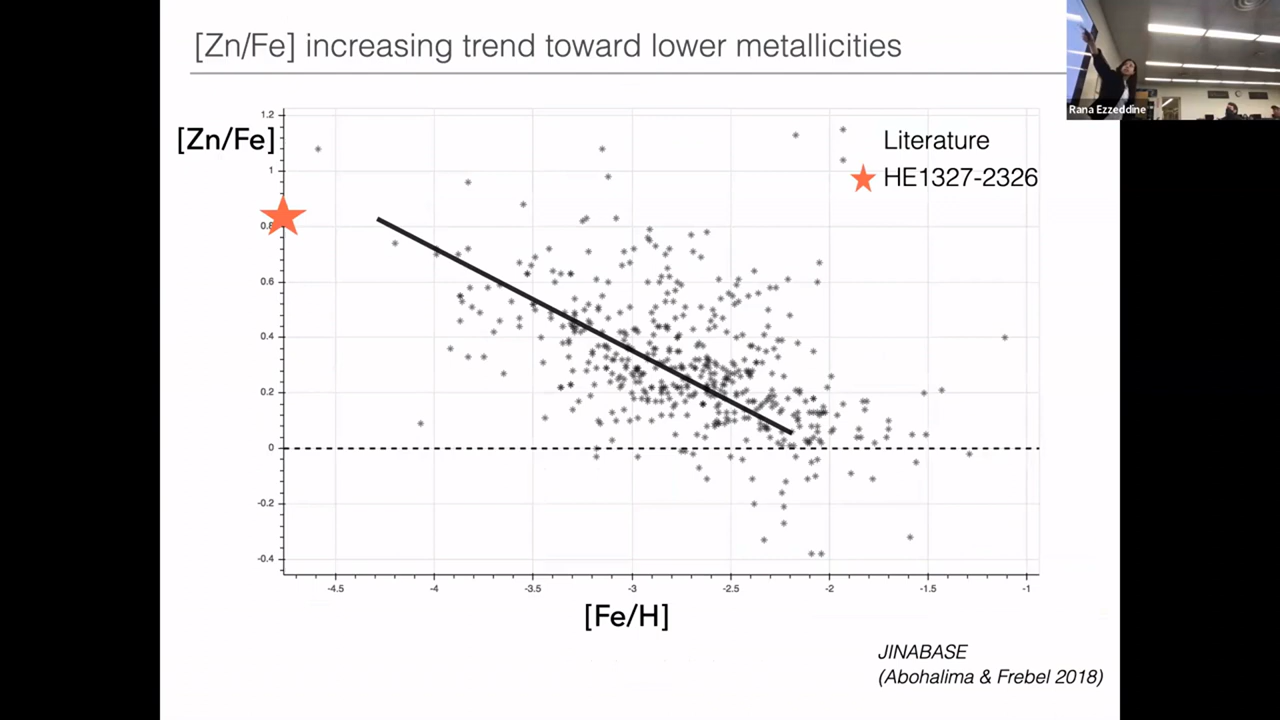 [Zn/Fe] increasing trend toward lower metallicities
Rana Ezzeddine
[Zn/Fe]
1.2
1
0.8
0.6
0.4
0.2
0
-0.2
-0.4
Literature
HE1327-2326
-4.5
-4
-3.5
-3
-2.5
-2
-1.5
-1
[Fe/H]
JINABASE
(Abohalima & Frebel 2018)